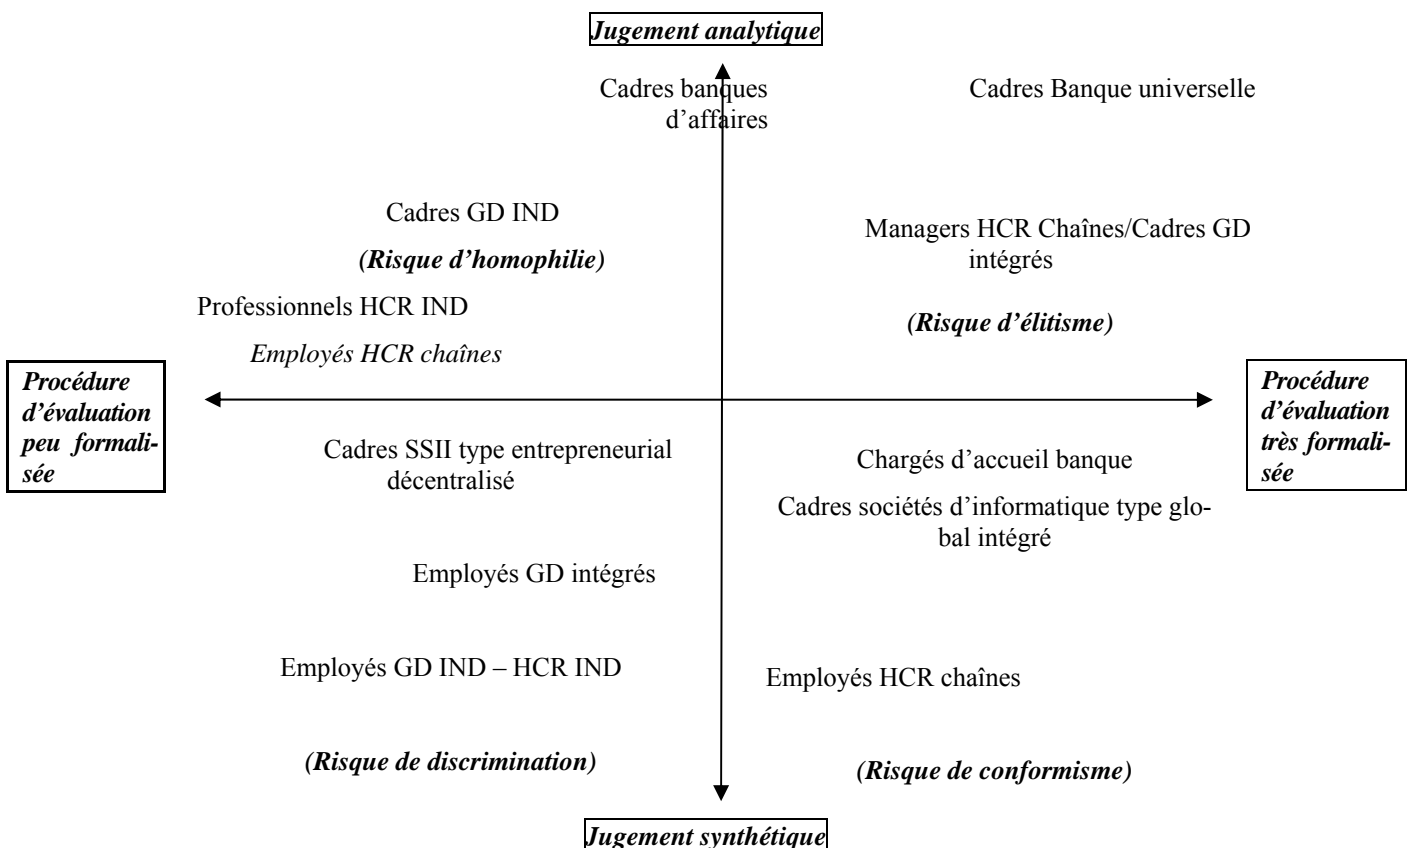 Jugement analytique
Cadres banques
d’affaires
Cadres Banque universelle
Cadres GD IND
(Risque d’homophilie)
Managers HCR Chaînes/Cadres GD
intégrés
Professionnels HCR IND
(Risque d’élitisme)
Employés HCR chaînes
Procédure
d’évaluation
peu formali-
sée
Procédure
d’évaluation
très formali-
sée
Cadres SSII type entrepreneurial
décentralisé
Chargés d’accueil banque
Cadres sociétés d’informatique type glo-
bal intégré
Employés GD intégrés
Employés GD IND – HCR IND
Employés HCR chaînes
(Risque de discrimination)
(Risque de conformisme)
Jugement synthétique